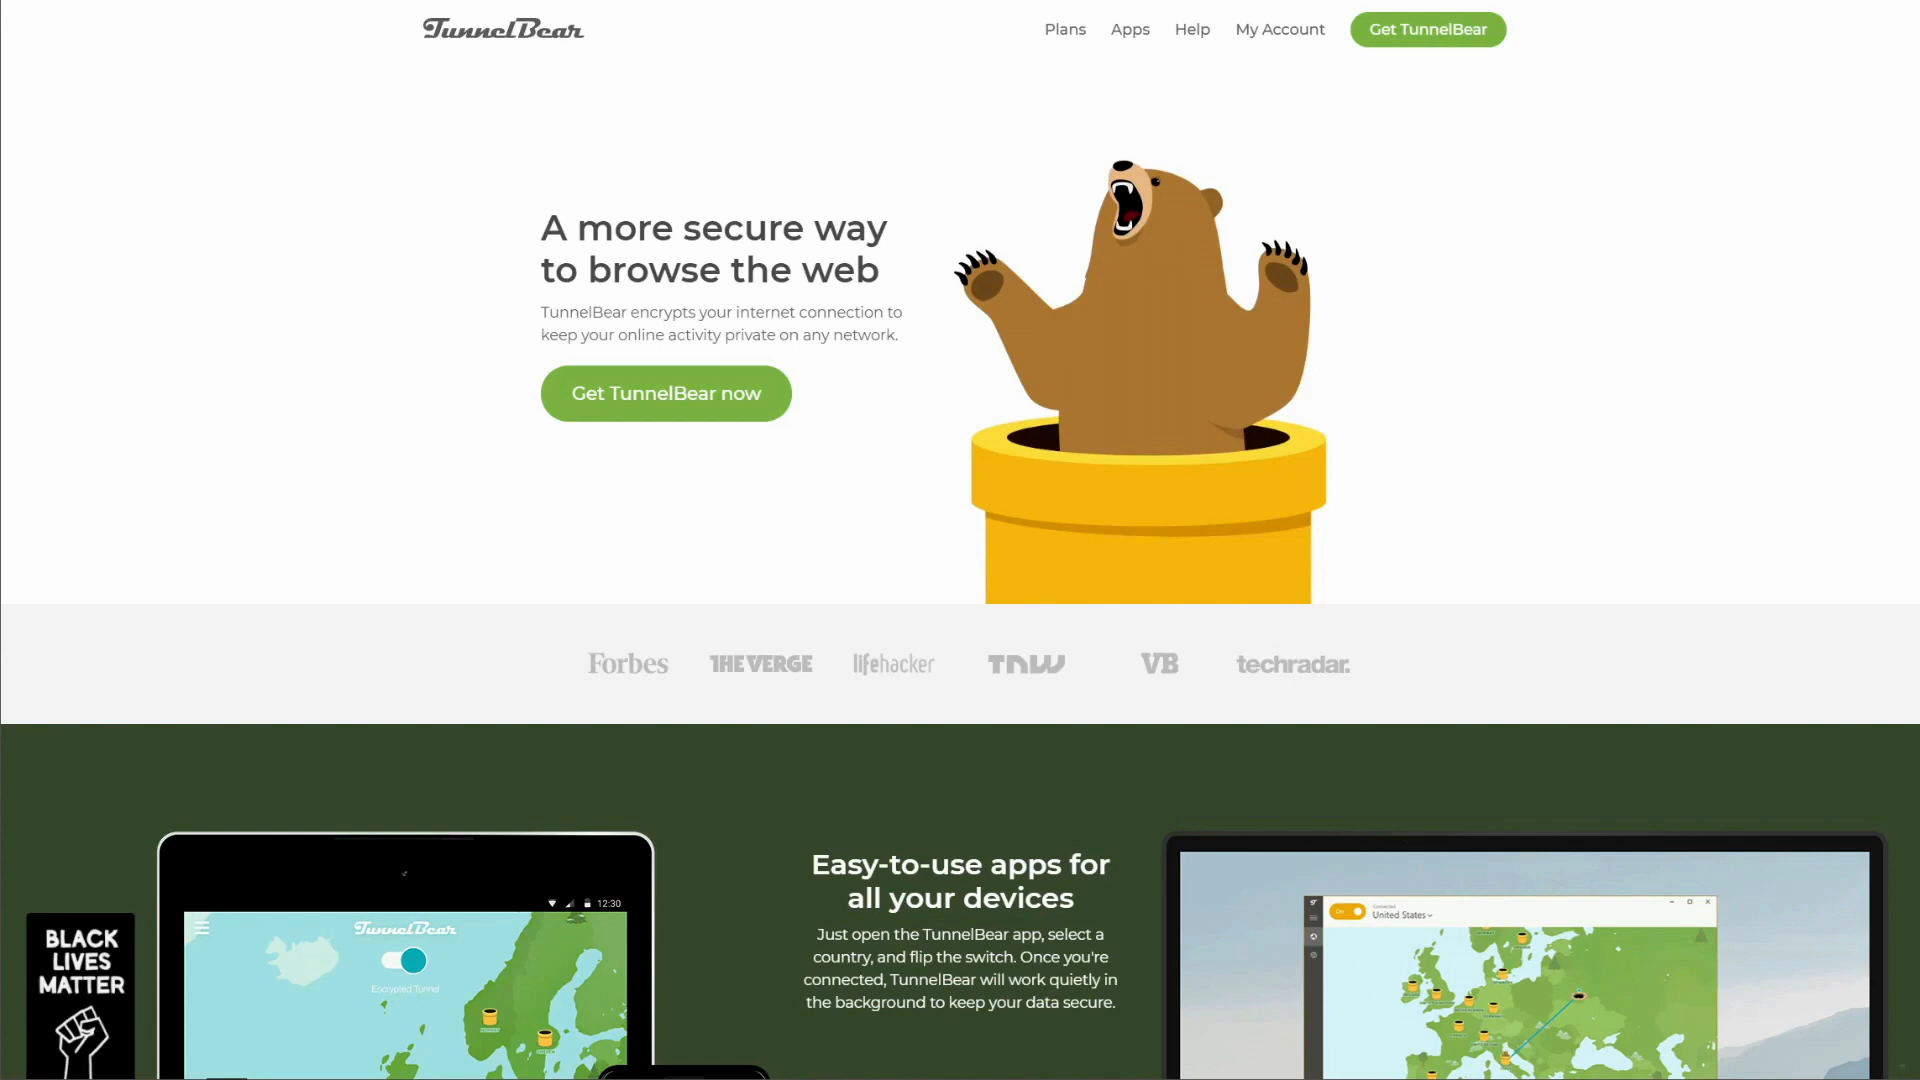 TunnelBear
Plans
Apps
Help
My Account
Get TunnelBear
A more secure way
to browse the web
TunnelBear encrypts your internet connection to
keep your online activity private on any network.
Get TunnelBear now
Forbes
THE VERGE
lifehacker
TNW
VB
techradar.
Easy-to-use apps for
all your devices
Just open the TunnelBear app, select a
country, and flip the switch. Once you're
connected, TunnelBear will work quietly in
the background to keep your data secure.
BLACK
LIVES
MATTER
12:30
TunnelBear
Encrypted Tunnel
On
Connected
United States